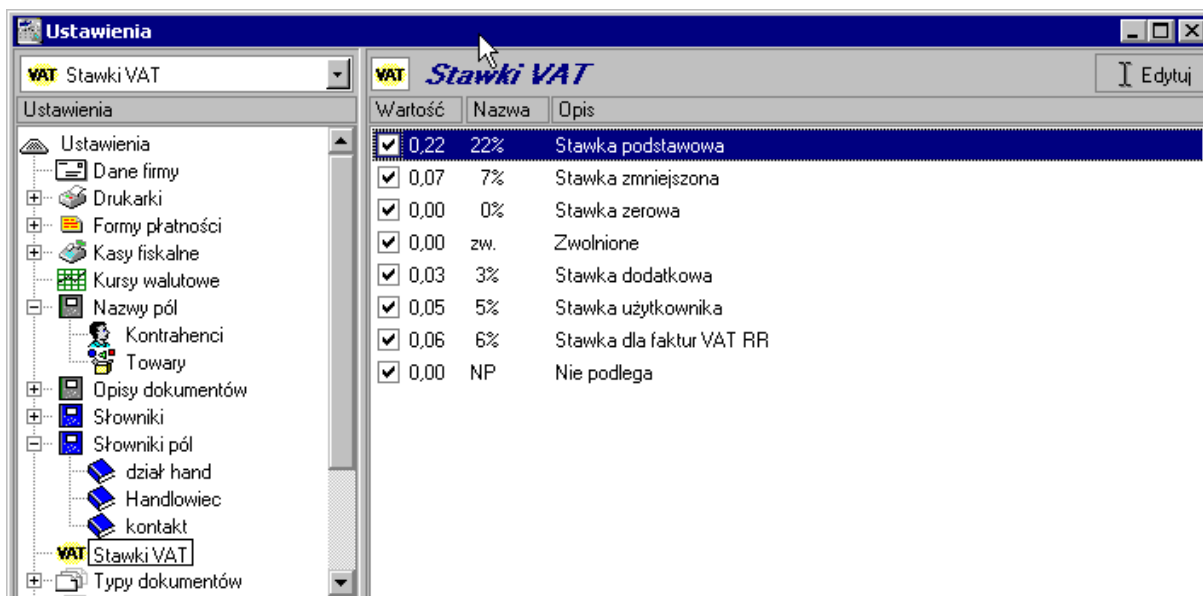 Ustawienia
VAT Stawki VAT
VAT Stawki VAT
Edytuj
Ustawienia
Wartość Nazwa Opis
Ustawienia
Dane firmy
Drukarki
Formy płatności
Kasy fiskalne
Kursy walutowe
Nazwy pól
Kontrahenci
Towary
Opisy dokumentów
Słowniki
Słowniki pól
dział hand
Handlowiec
kontakt
VAT Stawki VAT
Typy dokumentów
0,22 22% Stawka podstawowa
0,07 7% Stawka zmniejszona
0,00 0% Stawka zerowa
0,00 zw. Zwolnione
0,03 3% Stawka dodatkowa
0,05 5% Stawka użytkownika
0,06 6% Stawka dla faktur VAT RR
0,00 NP Nie podlega